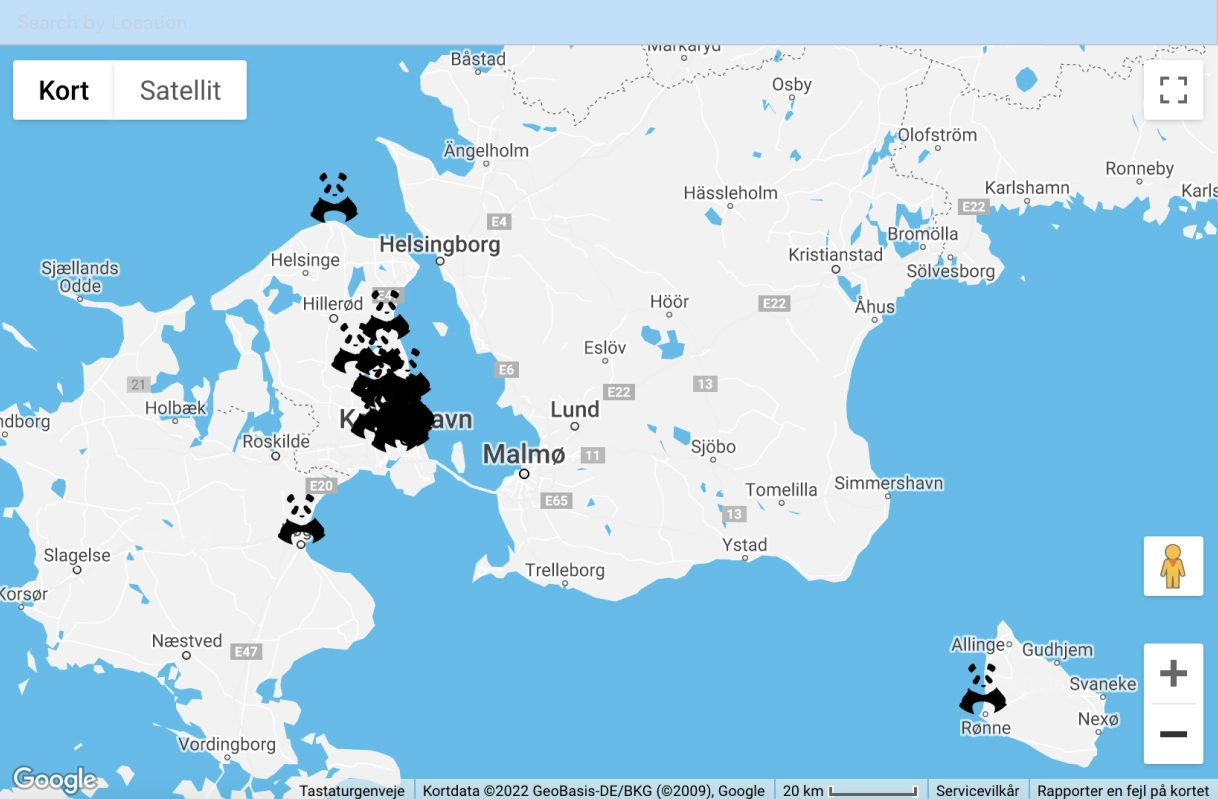 Search by Location
Kort
Satellit
Båstad
Markaryd
Osby
Ängelholm
Olofström
Ronneby
Hässleholm
Karlshamn
Karls
E22
E4
Bromölla
Helsingborg
Kristianstad
Helsinge
Sölvesborg
Sjællands
Odde
Hillerød
Höör
E22
Åhus
Eslöv
E6
21
E22
13
Holbæk
Lund
ndborg
avn
Roskilde
Malmø
11
Sjöbo
E20
Tomelilla
Simmershavn
E65
13
Slagelse
Ystad
Trelleborg
Korsør
Næstved
E47
Allinge
Gudhjem
Svaneke
Nexø
Rønne
Vordingborg
Google
Tastaturgenveje
Kortdata ©2022 GeoBasis-DE/BKG (©2009), Google
20 km
Servicevilkår
Rapporter en fejl på kortet